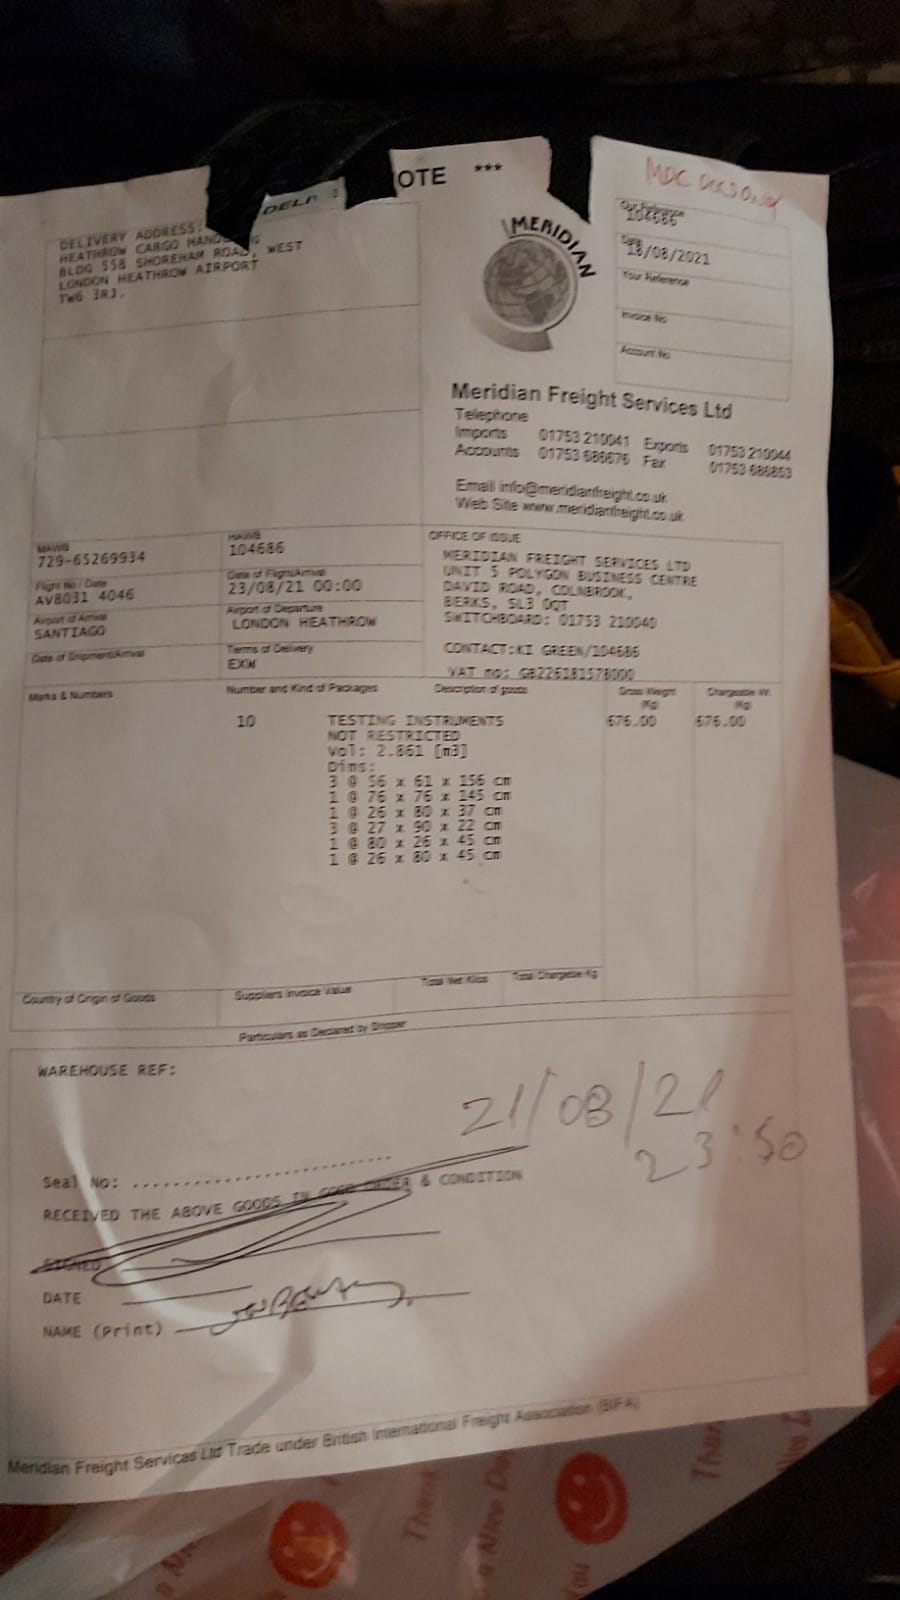 OTE ***
DEL
MDC DOCS ONLY
DELIVERY ADDRESS:
HEATHROW CARGO HAND
BLDG 558 SHOREHAM ROAD, WEST
LONDON HEATHROW AIRPORT
TW6 3RJ.
MERIDIAN
Our Reference
104686
Date
18/08/2021
Your Reference
Invoice No
Account No
Meridian Freight Services Ltd
Telephone
Imports 01753 210041 Exports 01753 210044
Accounts 01753 686676 Fax 01753 686853
Email info@meridianfreight.co.uk
Web Site www.meridianfreight.co.uk
MAWB
729-65269934
HAWB
104686
Flight No / Date
AV8031 4046
Date of Flight/Arrival
23/08/21 00:00
Airport of Arrival
SANTIAGO
Airport of Departure
LONDON HEATHROW
Date of Shipment/Arrival
Terms of Delivery
EXW
OFFICE OF ISSUE
MERIDIAN FREIGHT SERVICES LTD
UNIT 5 POLYGON BUSINESS CENTRE
DAVID ROAD, COLNBROOK,
BERKS, SL3 0QT
SWITCHBOARD: 01753 210040
CONTACT:KI GREEN/104686
VAT no: GB226181578000
Marks & Numbers Number and Kind of Packages Description of goods Gross Weight (Kg) Chargeable Wt (Kg)
10 TESTING INSTRUMENTS 676.00 676.00
NOT RESTRICTED
Vol: 2.861 [m3]
Dims:
3 @ 56 x 61 x 156 cm
1 @ 76 x 76 x 145 cm
1 @ 26 x 80 x 37 cm
3 @ 27 x 90 x 22 cm
1 @ 80 x 26 x 45 cm
1 @ 26 x 80 x 45 cm
Country of Origin of Goods Suppliers Invoice Value Total Net Kilos Total Chargeable Kg
Particulars as Declared by Shipper
WAREHOUSE REF:
21/08/21
23:50
Seal No: ................................
RECEIVED THE ABOVE GOODS IN GOOD ORDER & CONDITION
SIGNED
DATE
NAME (Print)
Meridian Freight Services Ltd Trade under British International Freight Association (BIFA)
Thank
Nice Da
You
Than